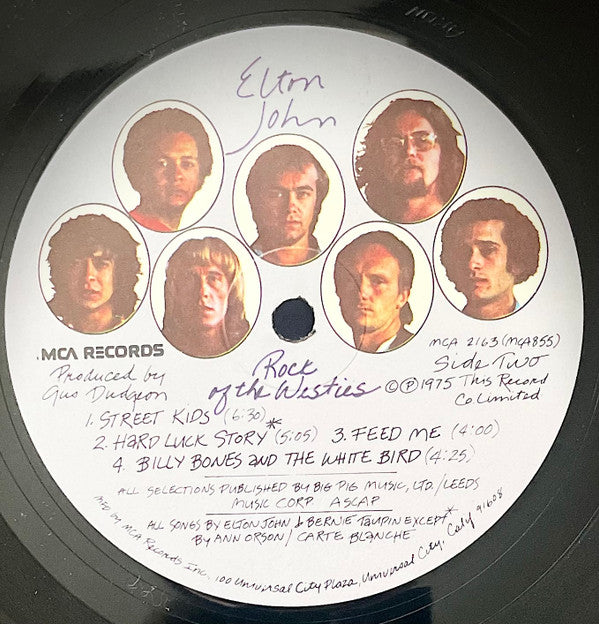 Elton
John
MCA RECORDS
Produced by
Gus Dudgeon
Rock
of the Westies
MCA 2163 (MCA855)
Side Two
© ℗ 1975 This Record
Co Limited
1. STREET KIDS (6:30)
2. HARD LUCK STORY* (5:05) 3. FEED ME (4:00)
4. BILLY BONES AND THE WHITE BIRD (4:25)
ALL SELECTIONS PUBLISHED BY BIG PIG MUSIC, LTD./LEEDS
MUSIC CORP. ASCAP
ALL SONGS BY ELTON JOHN & BERNIE TAUPIN EXCEPT*
BY ANN ORSON/CARTE BLANCHE
Mfd by MCA Records Inc., 100 Universal City Plaza, Universal City, Calif 91608